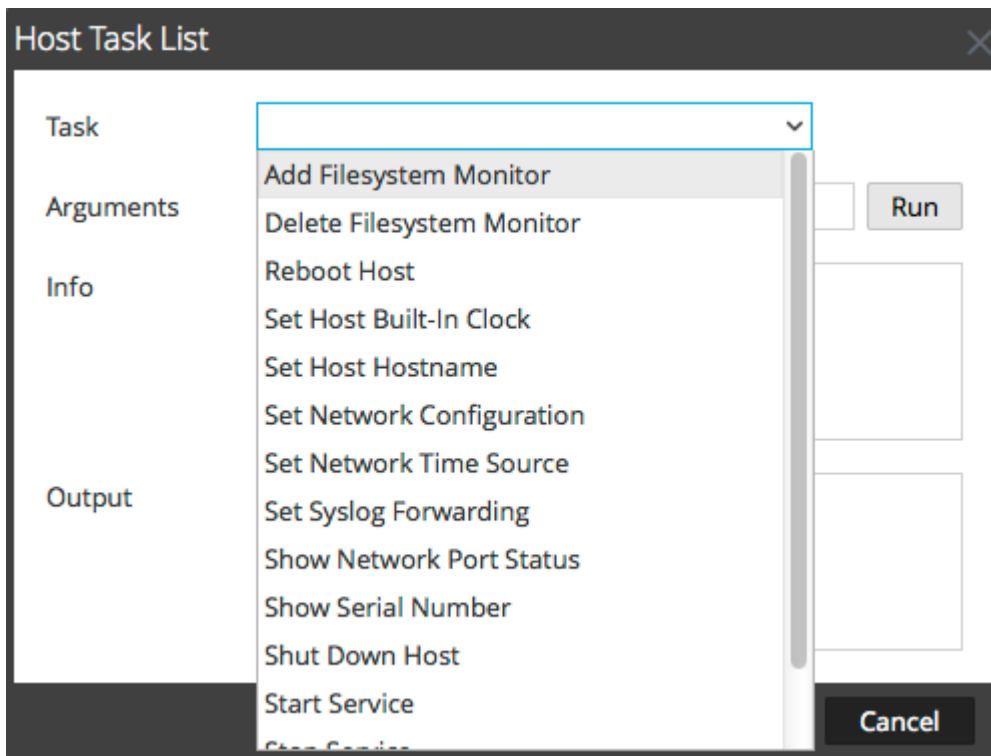 Host Task List
Task
Add Filesystem Monitor
Arguments
Run
Delete Filesystem Monitor
Reboot Host
Info
Set Host Built-In Clock
Set Host Hostname
Set Network Configuration
Set Network Time Source
Output
Set Syslog Forwarding
Show Network Port Status
Show Serial Number
Shut Down Host
Start Service
Stop Service
Cancel